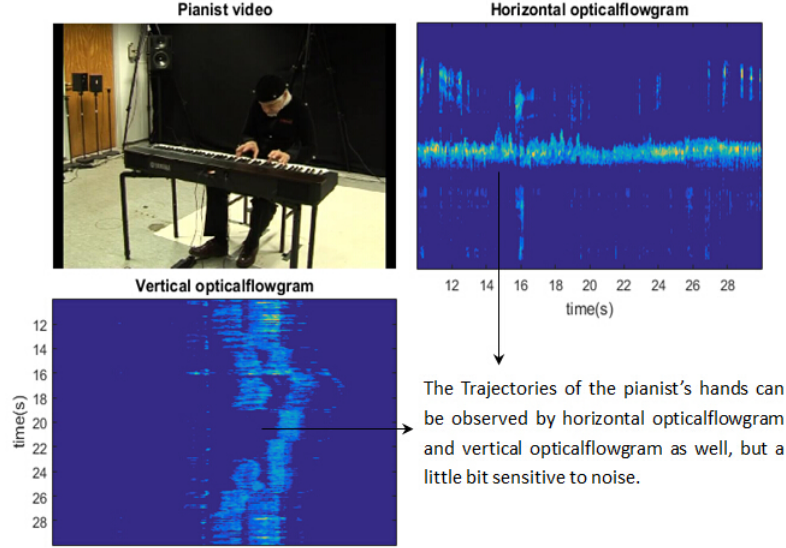 Pianist video
Horizontal opticalflowgram
12 14 16 18 20 22 24 26 28
time(s)
Vertical opticalflowgram
12
14
16
18
20
22
24
26
28
time(s)
The Trajectories of the pianist's hands can
be observed by horizontal opticalflowgram
and vertical opticalflowgram as well, but a
little bit sensitive to noise.